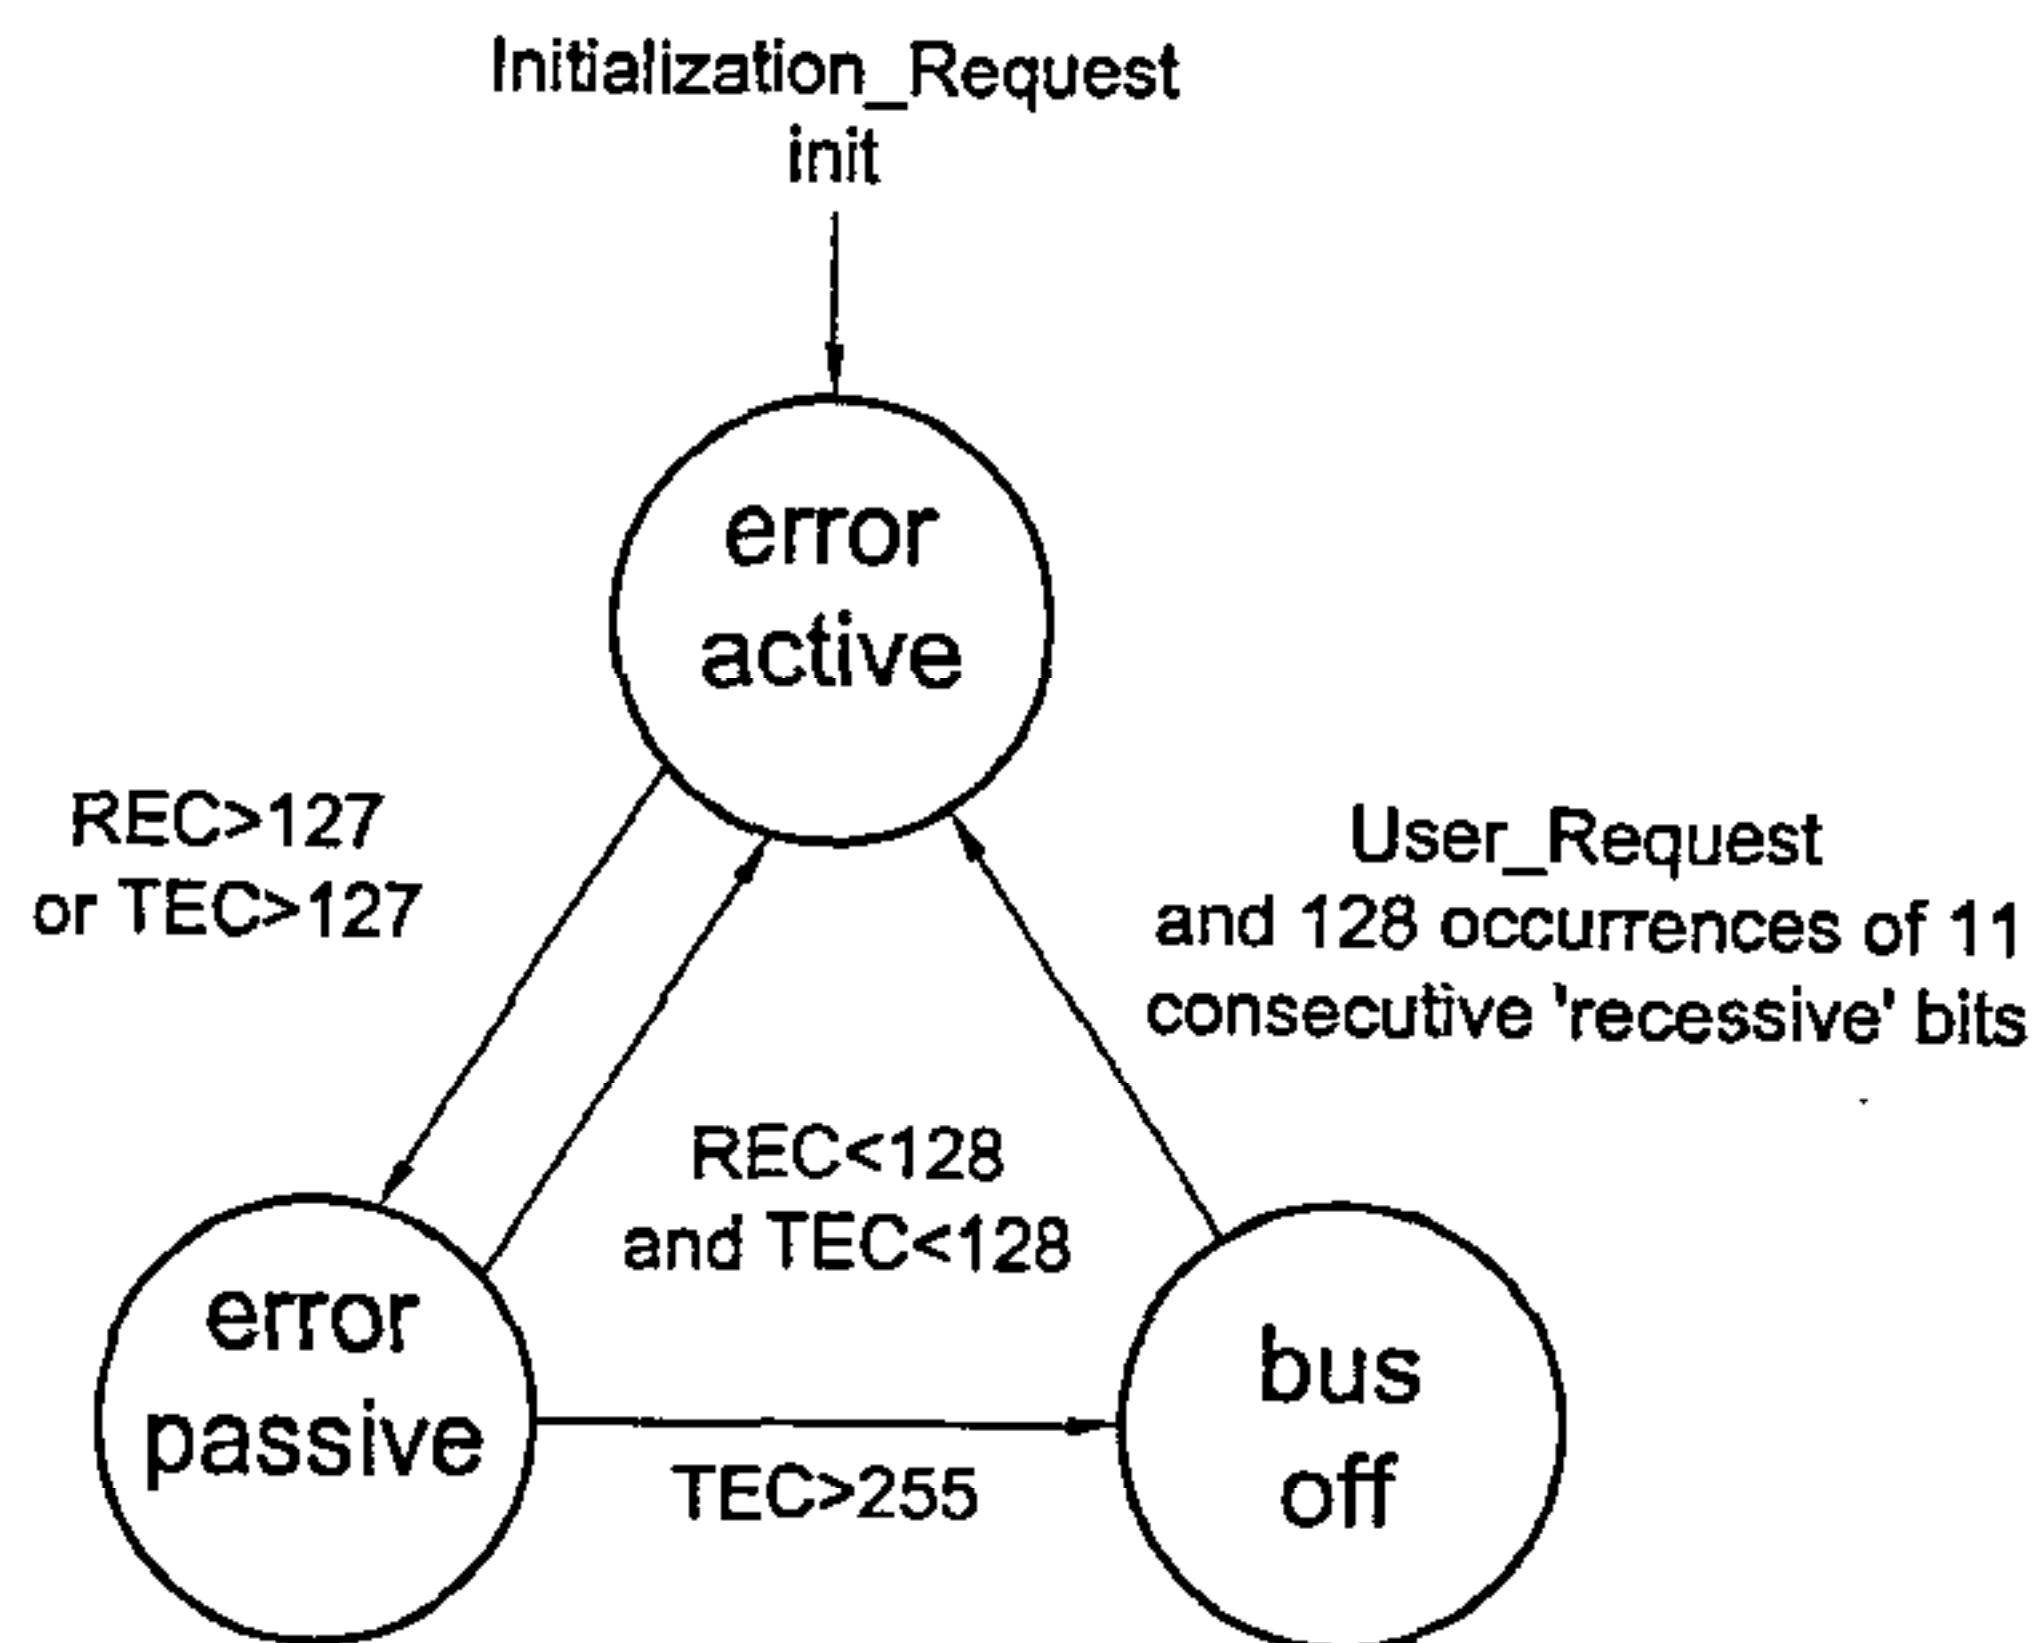 Initialization_Request
init
error
active
REC>127
or TEC>127
User_Request
and 128 occurrences of 11
consecutive 'recessive' bits
REC<128
and TEC<128
error
passive
TEC>255
bus
off